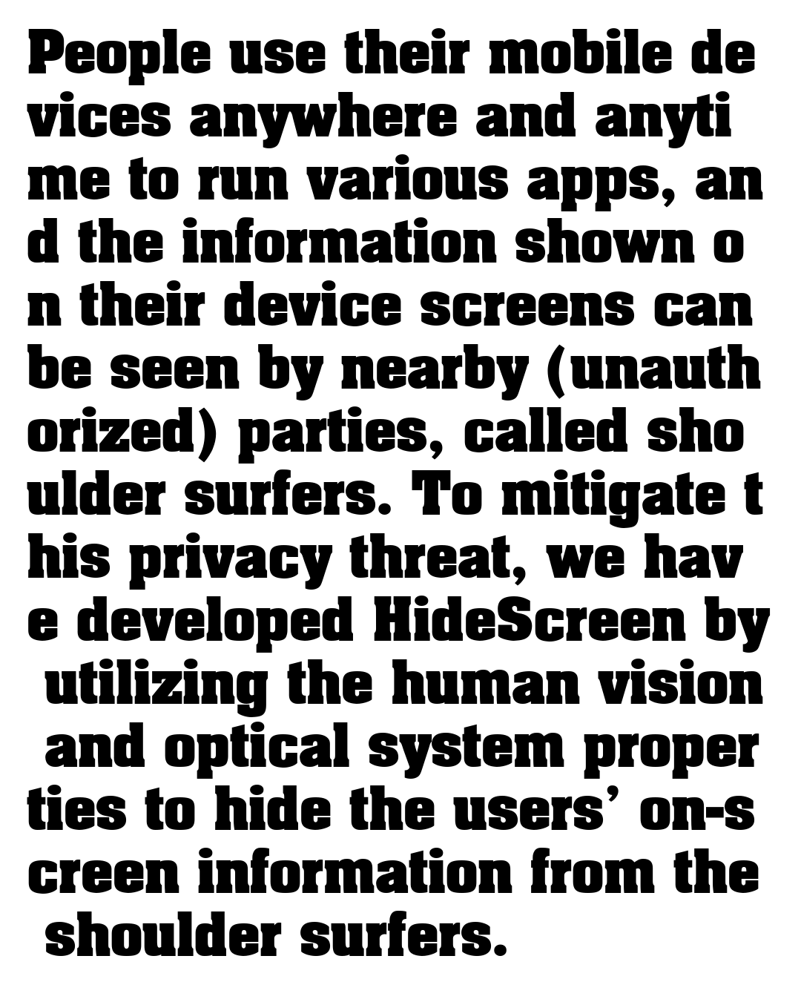 People use their mobile de
vices anywhere and anyti
me to run various apps, an
d the information shown o
n their device screens can
be seen by nearby (unauth
orized) parties, called sho
ulder surfers. To mitigate t
his privacy threat, we hav
e developed HideScreen by
utilizing the human vision
and optical system proper
ties to hide the users’ on-s
creen information from the
shoulder surfers.